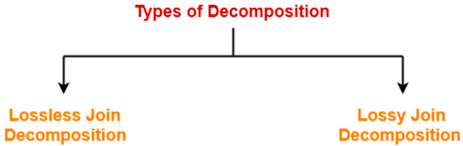 Types of Decomposition
Lossless Join
Decomposition
Lossy Join
Decomposition